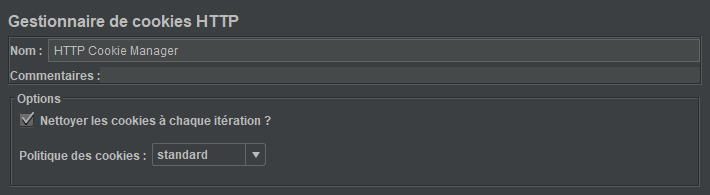 Gestionnaire de cookies HTTP
Nom : HTTP Cookie Manager
Commentaires :
Options
Nettoyer les cookies à chaque itération ?
Politique des cookies : standard